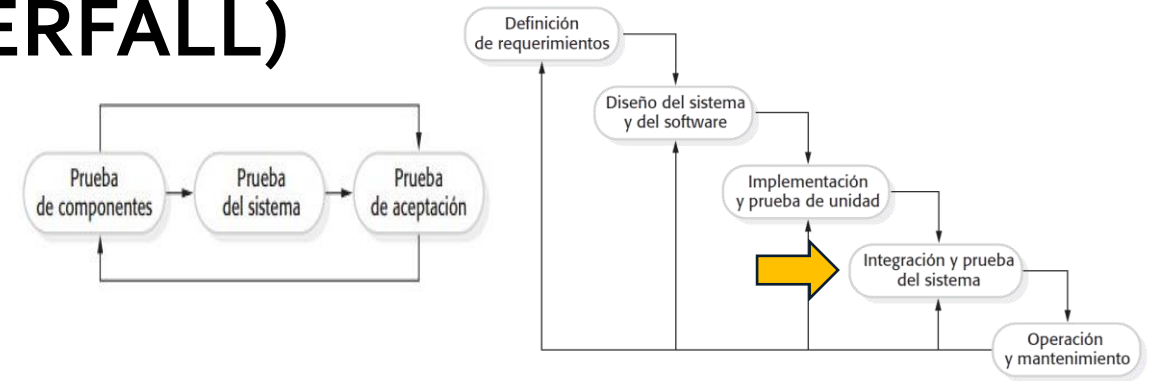 ERFALL)
Prueba
de componentes
Prueba
del sistema
Prueba
de aceptación
Definición
de requerimientos
Diseño del sistema
y del software
Implementación
y prueba de unidad
Integración y prueba
del sistema
Operación
y mantenimiento